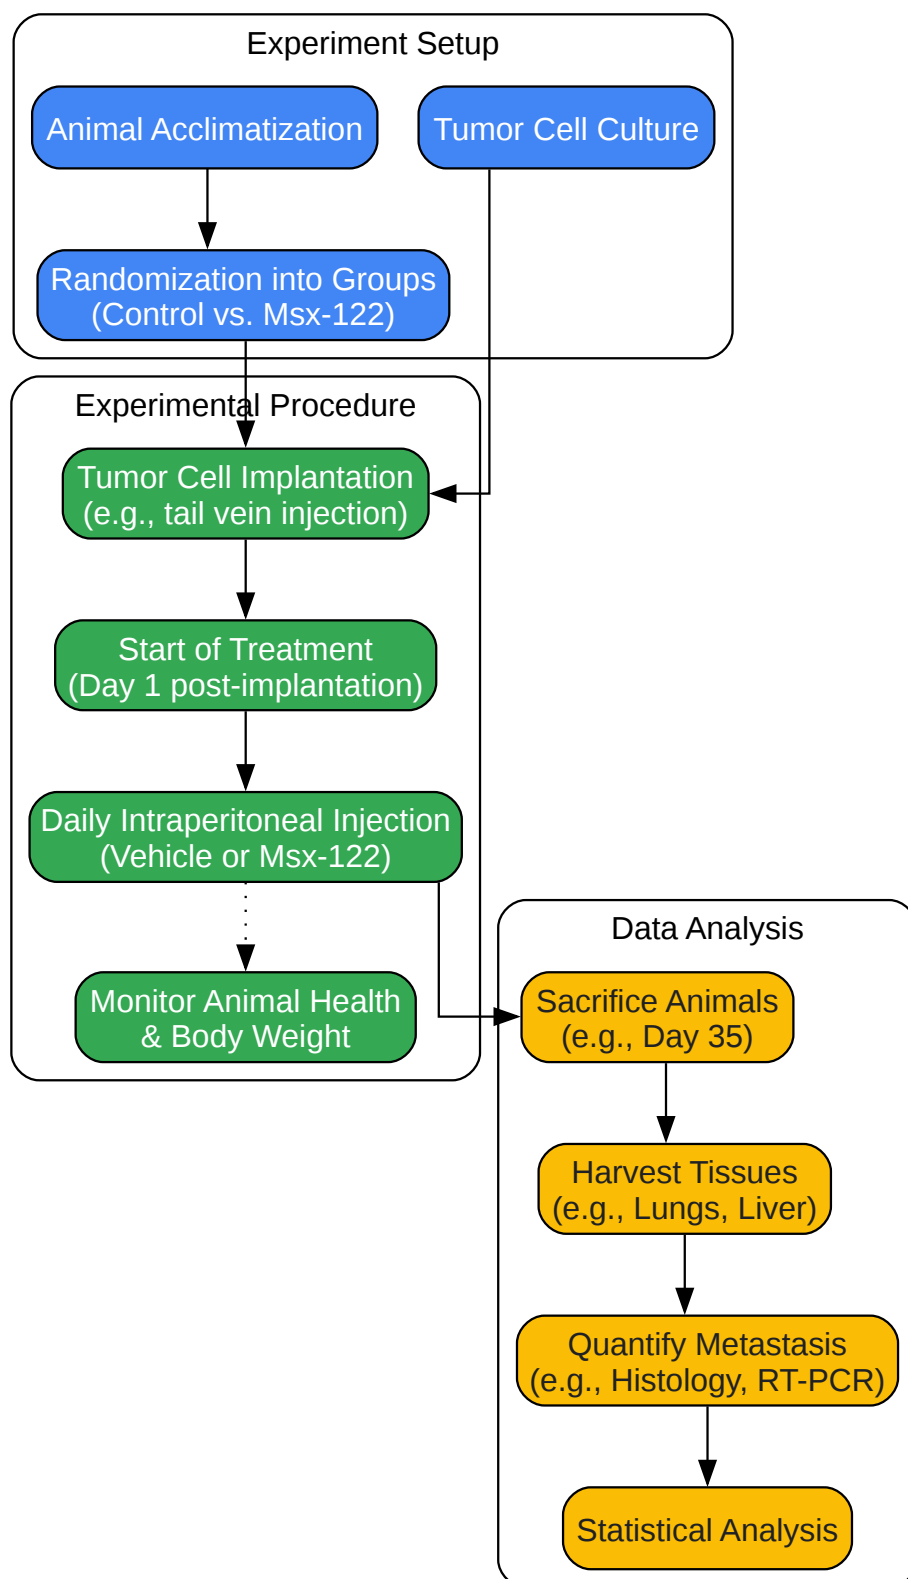 Experiment Setup
Animal Acclimatization
Tumor Cell Culture
Randomization into Groups
(Control vs. Msx-122)
Experimental Procedure
Tumor Cell Implantation
(e.g., tail vein injection)
Start of Treatment
(Day 1 post-implantation)
Daily Intraperitoneal Injection
(Vehicle or Msx-122)
Monitor Animal Health
& Body Weight
Data Analysis
Sacrifice Animals
(e.g., Day 35)
Harvest Tissues
(e.g., Lungs, Liver)
Quantify Metastasis
(e.g., Histology, RT-PCR)
Statistical Analysis